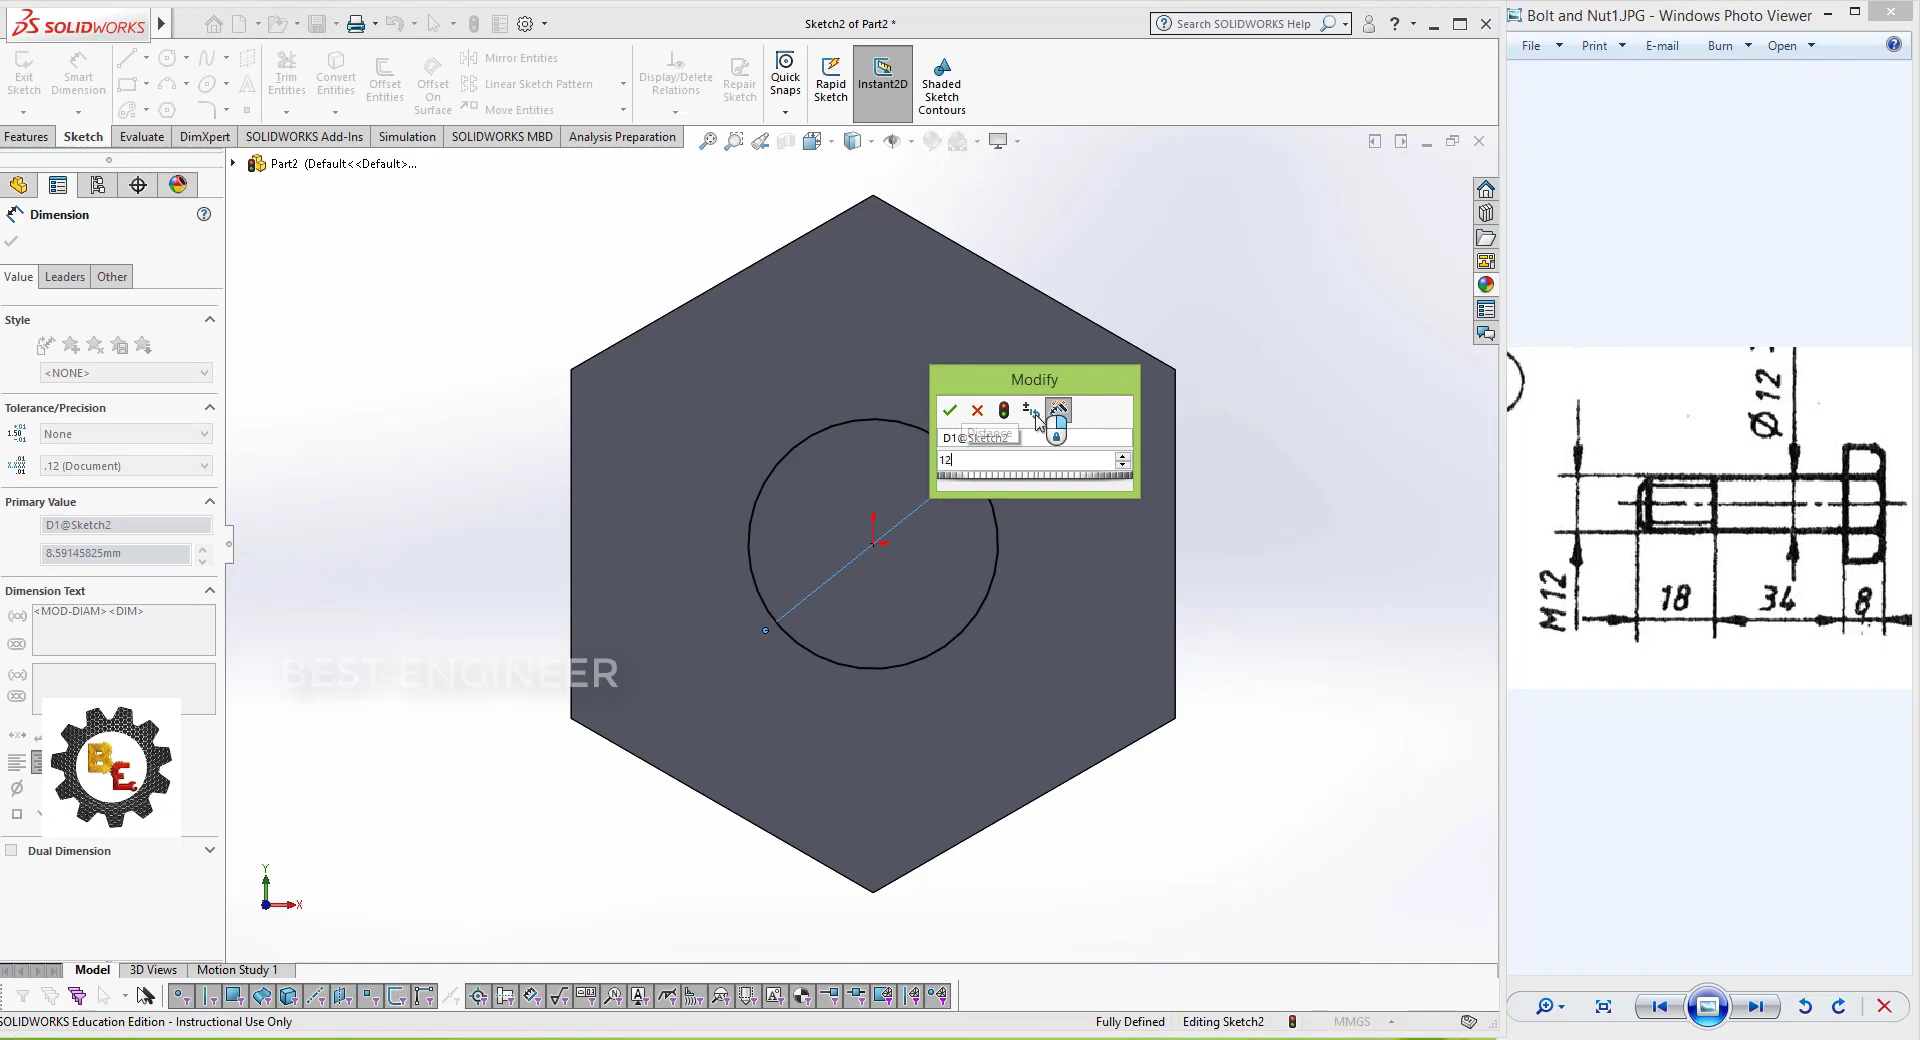 SOLIDWORKS
Sketch2 of Part2 *
Search SOLIDWORKS Help
Bolt and Nut1.JPG - Windows Photo Viewer
File
Print
E-mail
Burn
Open
Exit Sketch
Smart Dimension
Trim Entities
Convert Entities
Offset Entities
Offset On Surface
Mirror Entities
Linear Sketch Pattern
Move Entities
Display/Delete Relations
Repair Sketch
Quick Snaps
Rapid Sketch
Instant2D
Shaded Sketch Contours
Features
Sketch
Evaluate
DimXpert
SOLIDWORKS Add-Ins
Simulation
SOLIDWORKS MBD
Analysis Preparation
Part2 (Default<<Default>...
Dimension
Value
Leaders
Other
Style
<NONE>
Tolerance/Precision
None
.12 (Document)
Primary Value
D1@Sketch2
8.59145825mm
Dimension Text
<MOD-DIAM><DIM>
Dual Dimension
Modify
Distance
D1@Sketch2
12
BEST ENGINEER
B
E
Y
X
Ø12
M12
18
34
8
Model
3D Views
Motion Study 1
SOLIDWORKS Education Edition - Instructional Use Only
Fully Defined
Editing Sketch2
MMGS